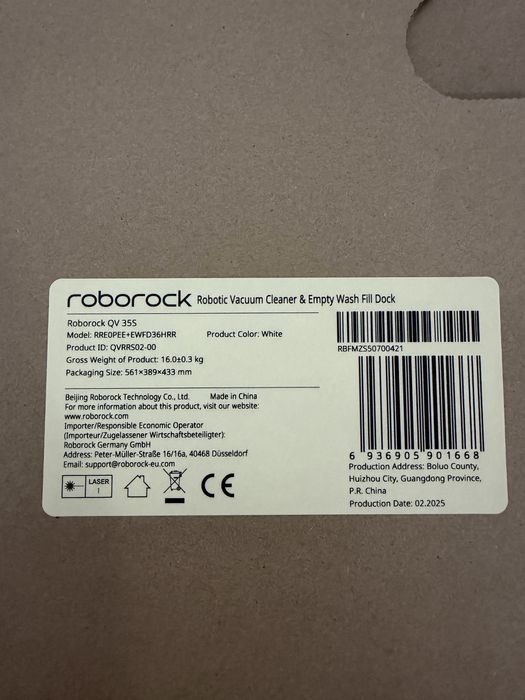 roborock Robotic Vacuum Cleaner & Empty Wash Fill Dock
Roborock QV 35S
Model: RRE0PEE+EWFD36HRR Product Color: White
Product ID: QVRRS02-00
Gross Weight of Product: 16.0±0.3 kg
Packaging Size: 561×389×433 mm
RBFMZS50700421
Beijing Roborock Technology Co., Ltd. Made in China
For more information about this product, visit our website:
www.roborock.com
Importer/Responsible Economic Operator
(Importeur/Zugelassener Wirtschaftsbeteiligter):
Roborock Germany GmbH
Address: Peter-Müller-Straße 16/16a, 40468 Düsseldorf
Email: support@roborock-eu.com
LASER
1
CE
6 936905 901668
Production Address: Boluo County,
Huizhou City, Guangdong Province,
P.R. China
Production Date: 02.2025